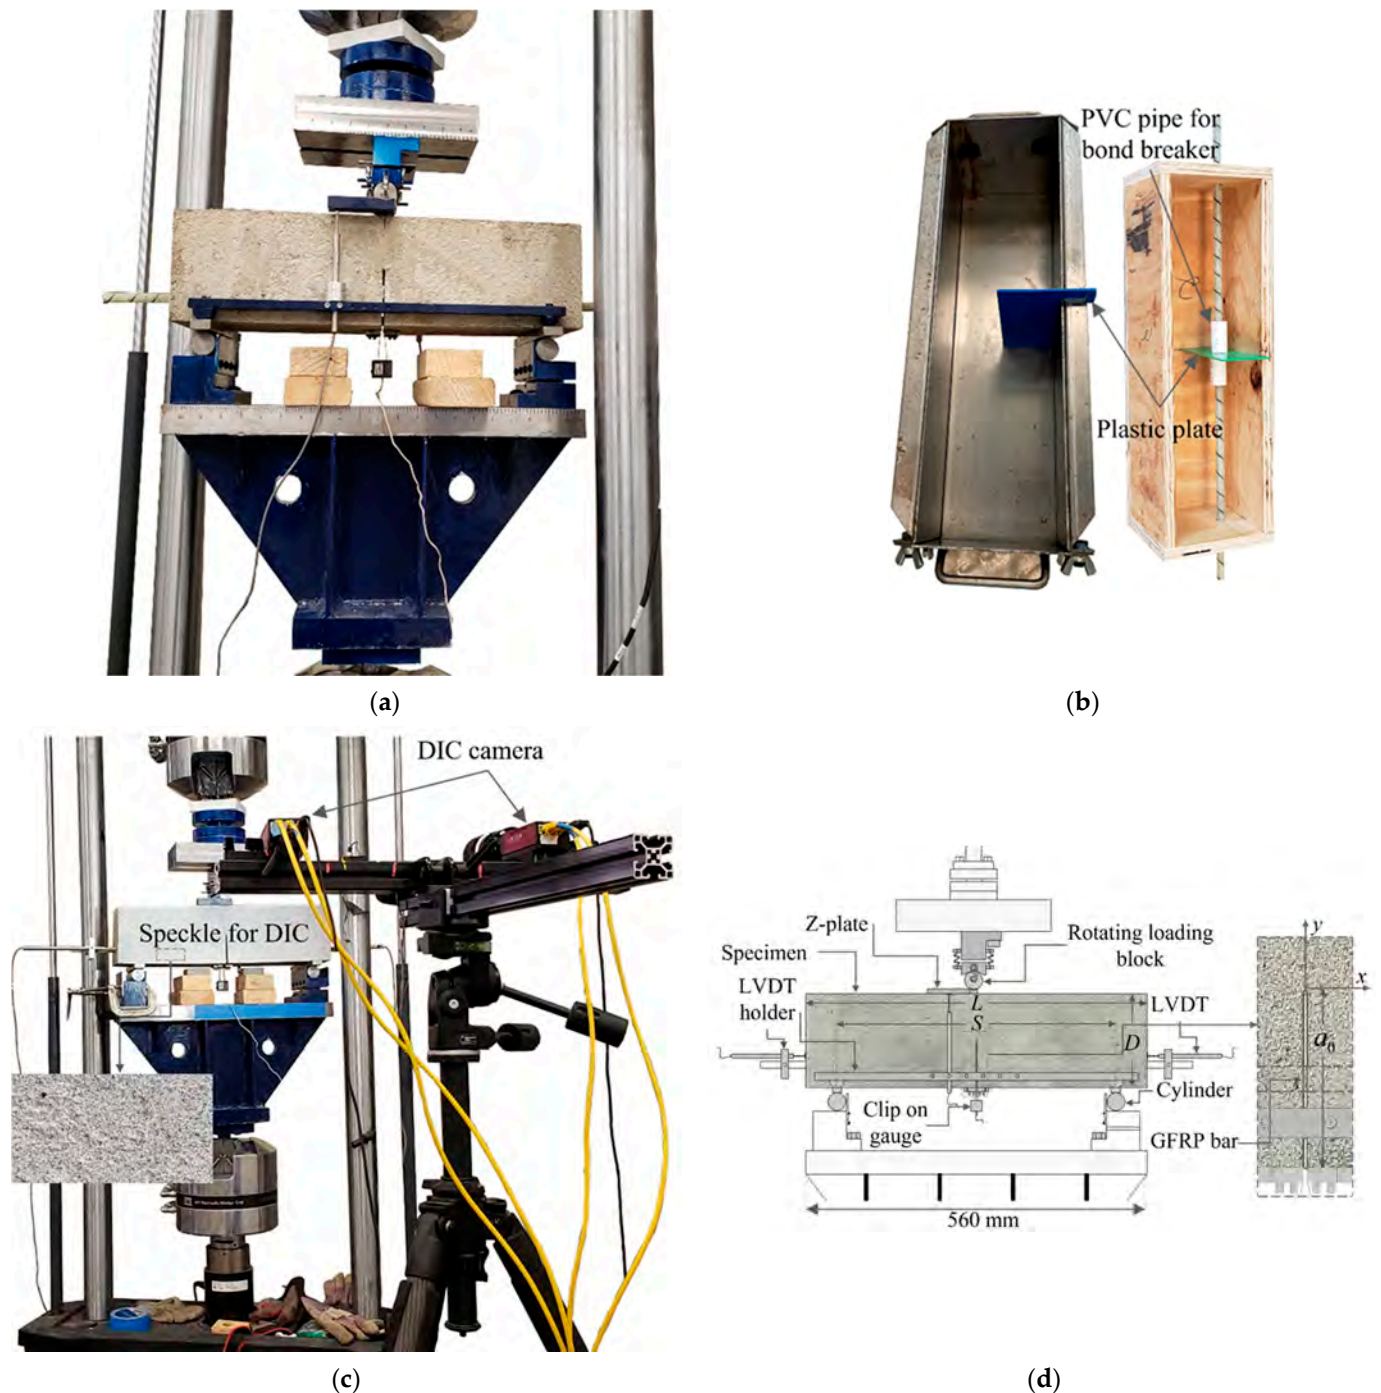 PVC pipe for
bond breaker
Plastic plate
(a)
(b)
DIC camera
Speckle for DIC
(c)
Z-plate
Rotating loading
block
Specimen
LVDT
holder
L
S
D
LVDT
Clip on
gauge
Cylinder
GFRP bar
560 mm
y
x
a₀
(d)